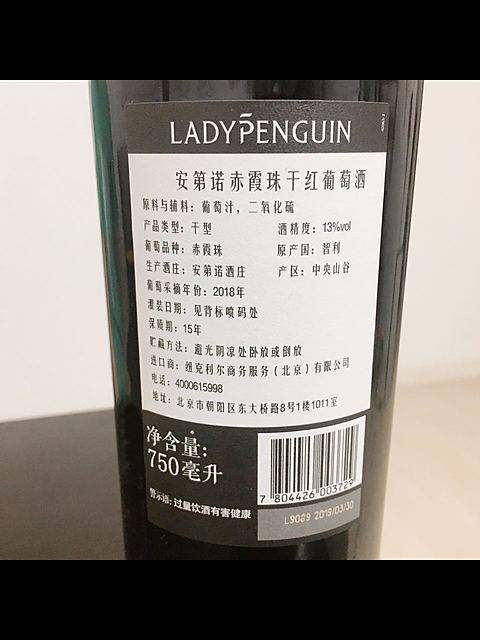 LADYPENGUIN
安第诺赤霞珠干红葡萄酒
原料与辅料：葡萄汁，二氧化硫
产品类型：干型 酒精度：13%vol
葡萄品种：赤霞珠 原产国：智利
生产酒庄：安第诺酒庄 产区：中央山谷
葡萄采摘年份：2018年
灌装日期：见背标喷码处
保质期：15年
贮藏方法：避光阴凉处卧放或倒放
进口商：纽克利尔商务服务（北京）有限公司
电话：4000615998
地址：北京市朝阳区东大桥路8号1楼1011室
净含量：
750毫升
7 804426 003729
警示语：过量饮酒有害健康
L9089 2019/03/30